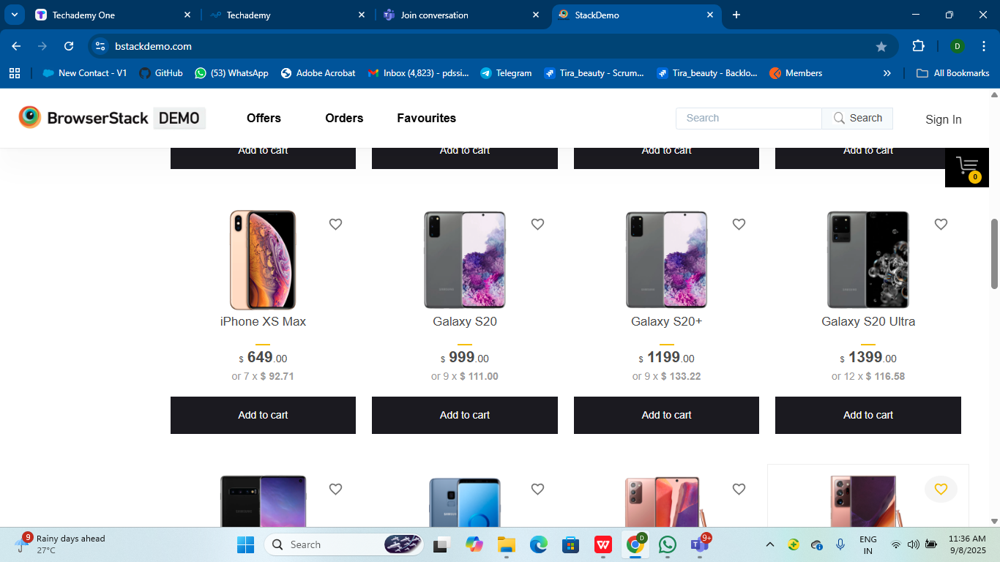 Techademy One
Techademy
Join conversation
StackDemo
bstackdemo.com
New Contact - V1
GitHub
(53) WhatsApp
Adobe Acrobat
Inbox (4,823) - pdssi...
Telegram
Tira_beauty - Scrum...
Tira_beauty - Backlo...
Members
All Bookmarks
BrowserStack DEMO
Offers
Orders
Favourites
Search
Search
Sign In
Add to cart
Add to cart
Add to cart
Add to cart
0
iPhone XS Max
Galaxy S20
Galaxy S20+
Galaxy S20 Ultra
$ 649.00
$ 999.00
$ 1199.00
$ 1399.00
or 7 x $ 92.71
or 9 x $ 111.00
or 9 x $ 133.22
or 12 x $ 116.58
Add to cart
Add to cart
Add to cart
Add to cart
9
Rainy days ahead
27°C
Search
D
9+
ENG
IN
11:36 AM
9/8/2025